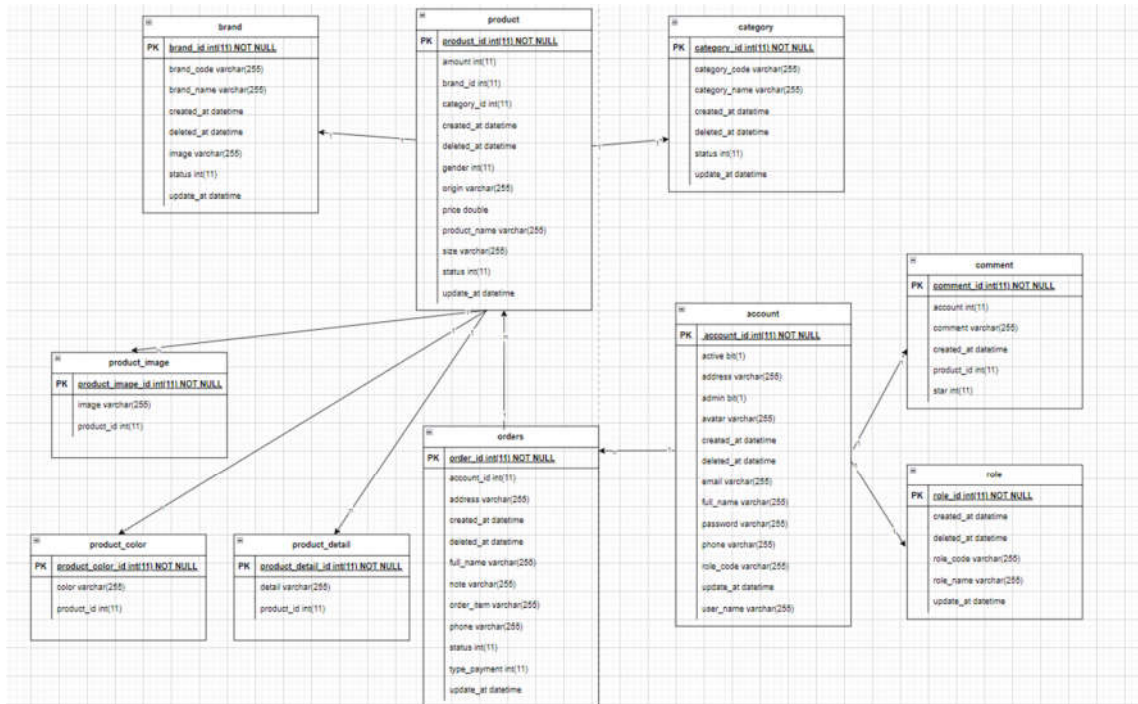 brand
PK brand_id int(11) NOT NULL
brand_code varchar(255)
brand_name varchar(255)
created_at datetime
deleted_at datetime
image varchar(255)
status int(11)
update_at datetime
product
PK product_id int(11) NOT NULL
amount int(11)
brand_id int(11)
category_id int(11)
created_at datetime
deleted_at datetime
gender int(11)
origin varchar(255)
price double
product_name varchar(255)
size varchar(255)
status int(11)
update_at datetime
category
PK category_id int(11) NOT NULL
category_code varchar(255)
category_name varchar(255)
created_at datetime
deleted_at datetime
status int(11)
update_at datetime
product_image
PK product_image_id int(11) NOT NULL
image varchar(255)
product_id int(11)
product_color
PK product_color_id int(11) NOT NULL
color varchar(255)
product_id int(11)
product_detail
PK product_detail_id int(11) NOT NULL
detail varchar(255)
product_id int(11)
orders
PK order_id int(11) NOT NULL
account_id int(11)
address varchar(255)
created_at datetime
deleted_at datetime
full_name varchar(255)
note varchar(255)
order_item varchar(255)
phone varchar(255)
status int(11)
type_payment int(11)
update_at datetime
account
PK account_id int(11) NOT NULL
active bit(1)
address varchar(255)
admin bit(1)
avatar varchar(255)
created_at datetime
deleted_at datetime
email varchar(255)
full_name varchar(255)
password varchar(255)
phone varchar(255)
role_code varchar(255)
update_at datetime
user_name varchar(255)
comment
PK comment_id int(11) NOT NULL
account int(11)
comment varchar(255)
created_at datetime
product_id int(11)
star int(11)
role
PK role_id int(11) NOT NULL
created_at datetime
deleted_at datetime
role_code varchar(255)
role_name varchar(255)
update_at datetime